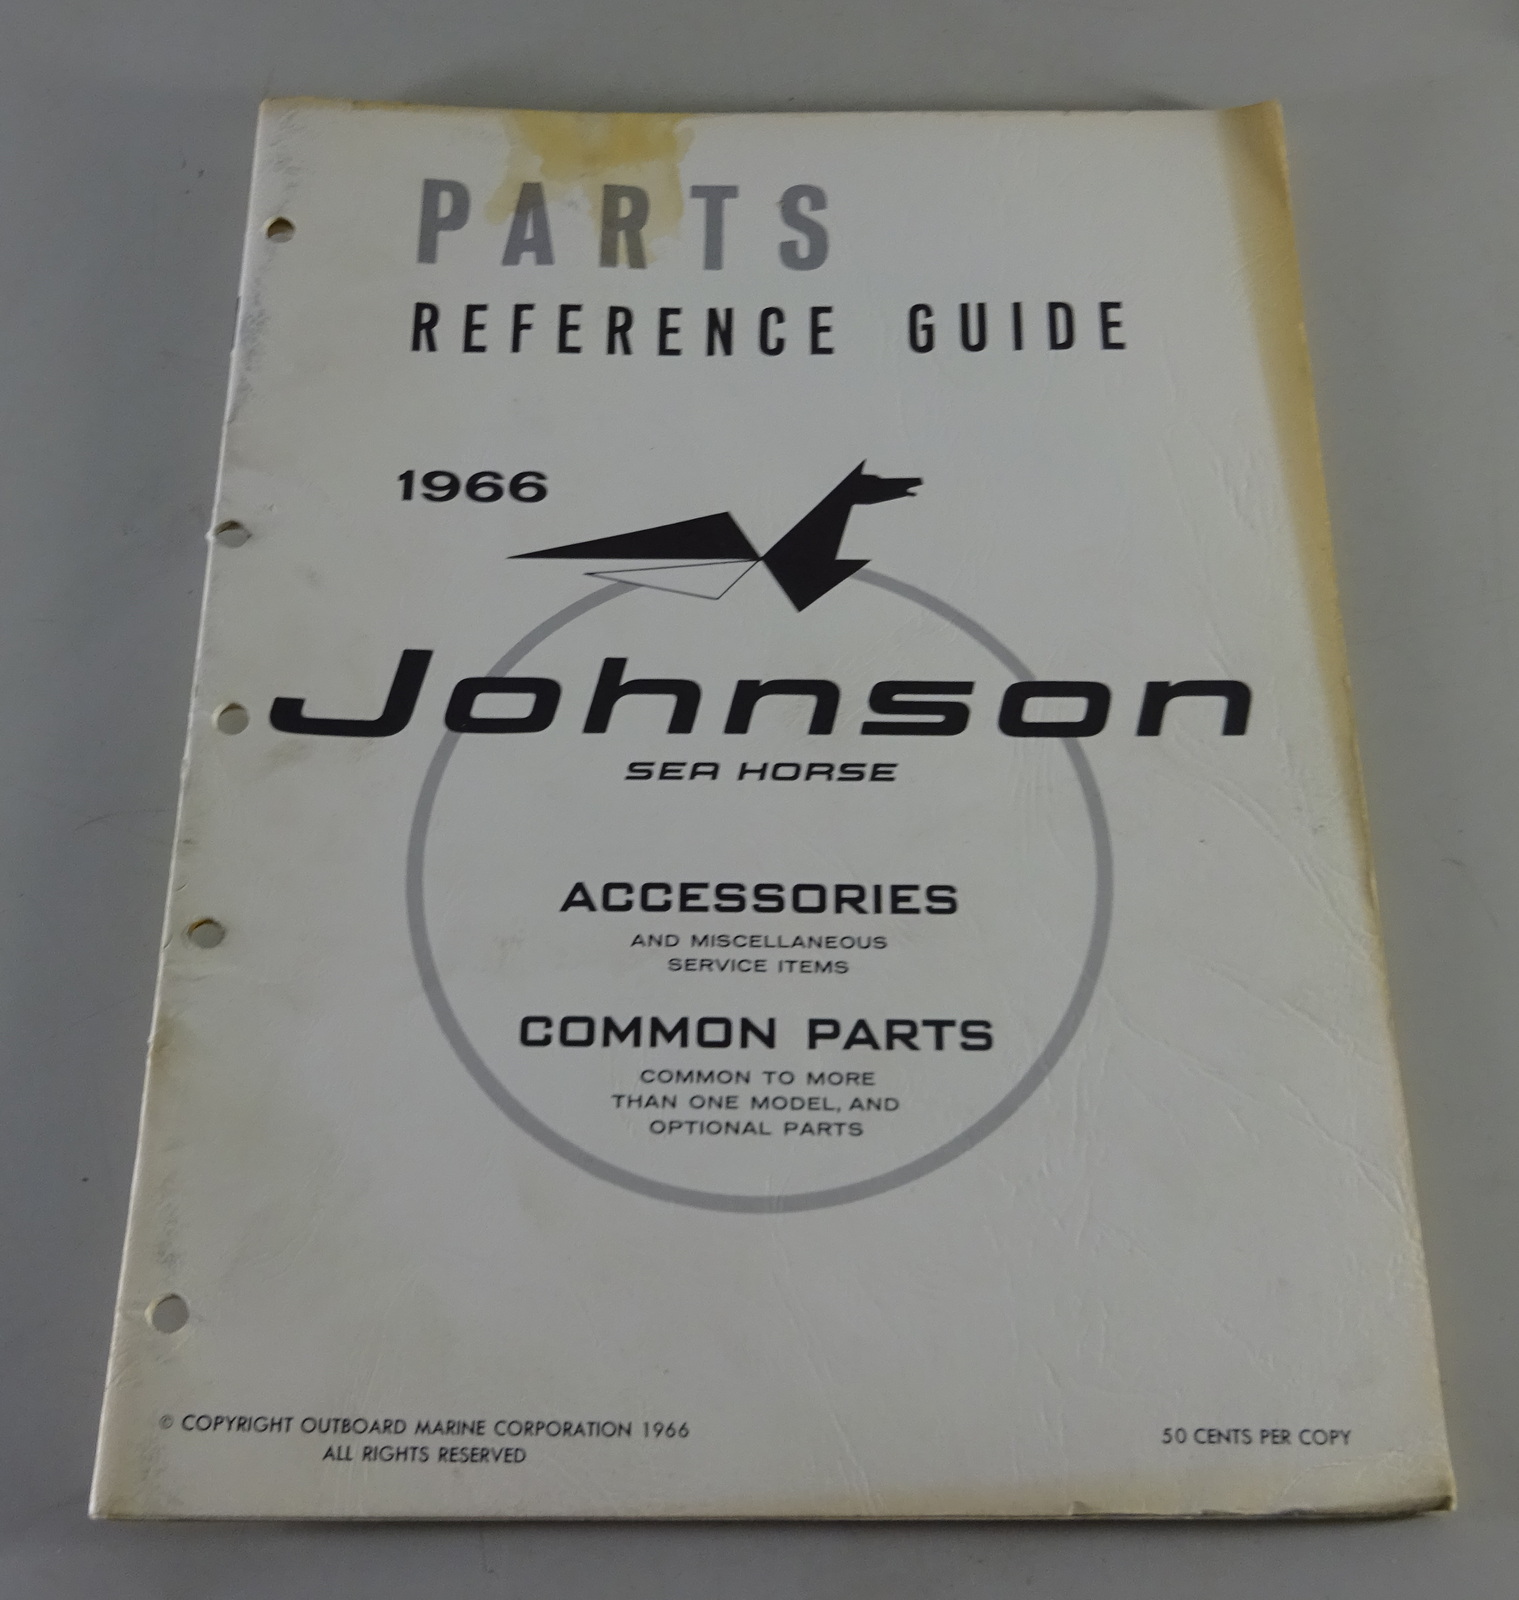 PARTS
REFERENCE GUIDE
1966
Johnson
SEA HORSE
ACCESSORIES
AND MISCELLANEOUS
SERVICE ITEMS
COMMON PARTS
COMMON TO MORE
THAN ONE MODEL, AND
OPTIONAL PARTS
© COPYRIGHT OUTBOARD MARINE CORPORATION 1966
ALL RIGHTS RESERVED
50 CENTS PER COPY